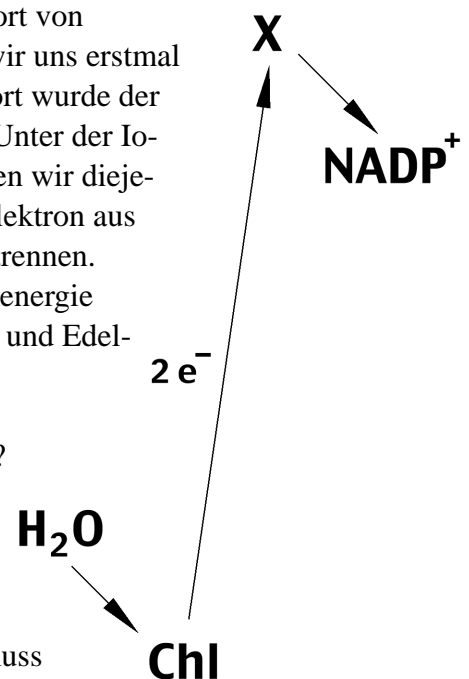 ort von
vir uns erstmal
ort wurde der
Unter der Io-
en wir dieje-
lektron aus
rennen.
energie
und Edel-
?
uss
X
NADP⁺
2 e⁻
H₂O
Chl